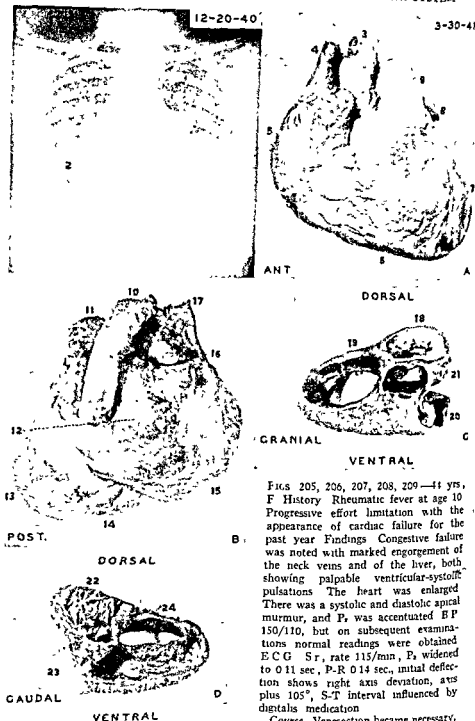 12-20-40
3-30-41
2
3
4
9
8
5
7
6
ANT
A
10
11
17
16
12
13
15
14
POST.
B
DORSAL
18
19
21
20
CRANIAL
C
VENTRAL
DORSAL
22
24
23
CAUDAL
D
VENTRAL
FIGS 205, 206, 207, 208, 209—
yrs,
F History Rheumatic fever at age 10
Progressive effort limitation with the
appearance of cardiac failure for the
past year Findings Congestive failure
was noted with marked engorgement of
the neck veins and of the liver, both
showing palpable ventricular-systolic
pulsations The heart was enlarged
There was a systolic and diastolic apical
murmur, and P₂ was accentuated BP
150/110, but on subsequent examina-
tions normal readings were obtained
E C G Sr, rate 115/min, P₂ widened
to 0 11 sec, P-R 0 14 sec, initial deflec-
tion shows right axis deviation, axis
plus 105°, S-T interval influenced by
digitalis medication
Course Venesection became necessary,